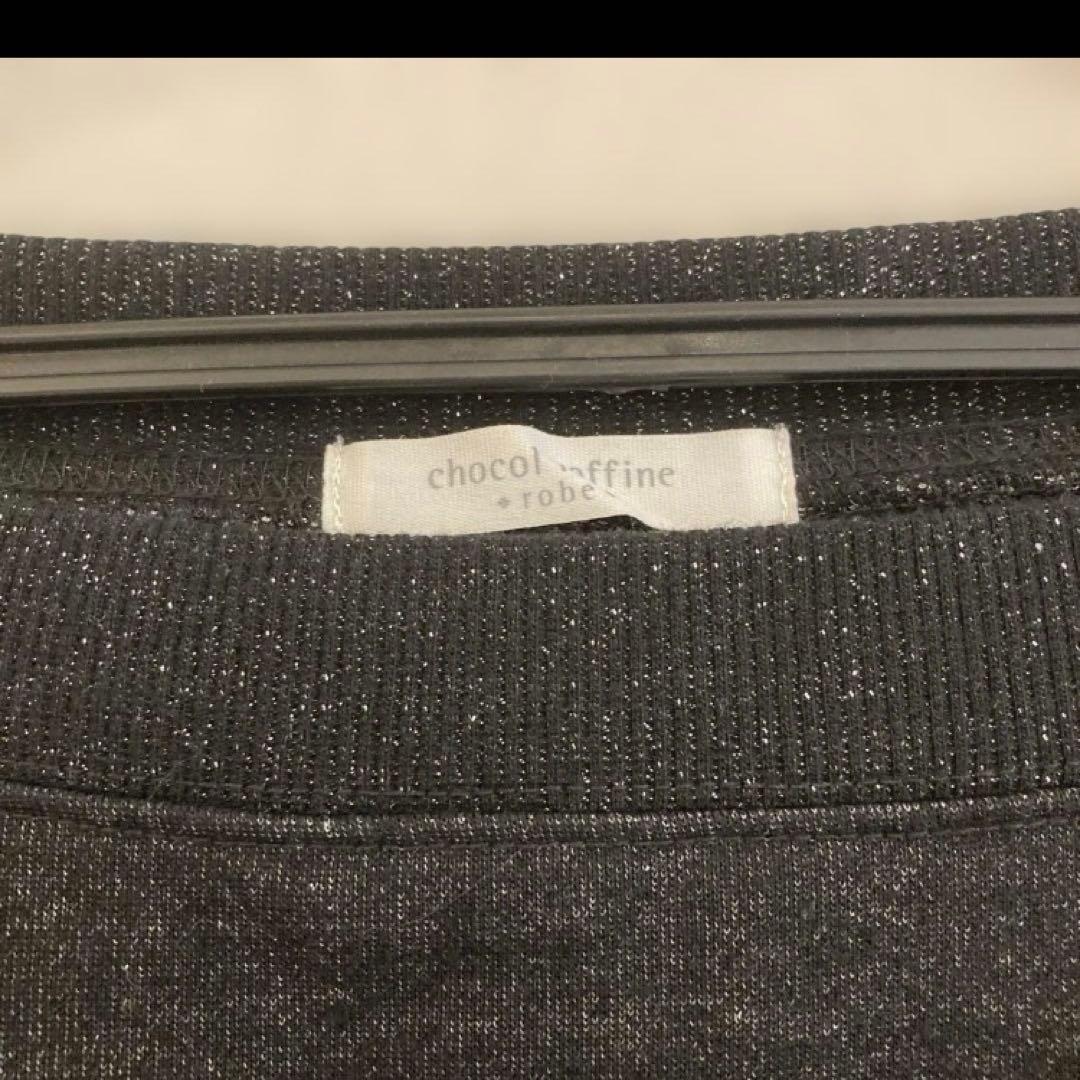 chocol affine
+ robe